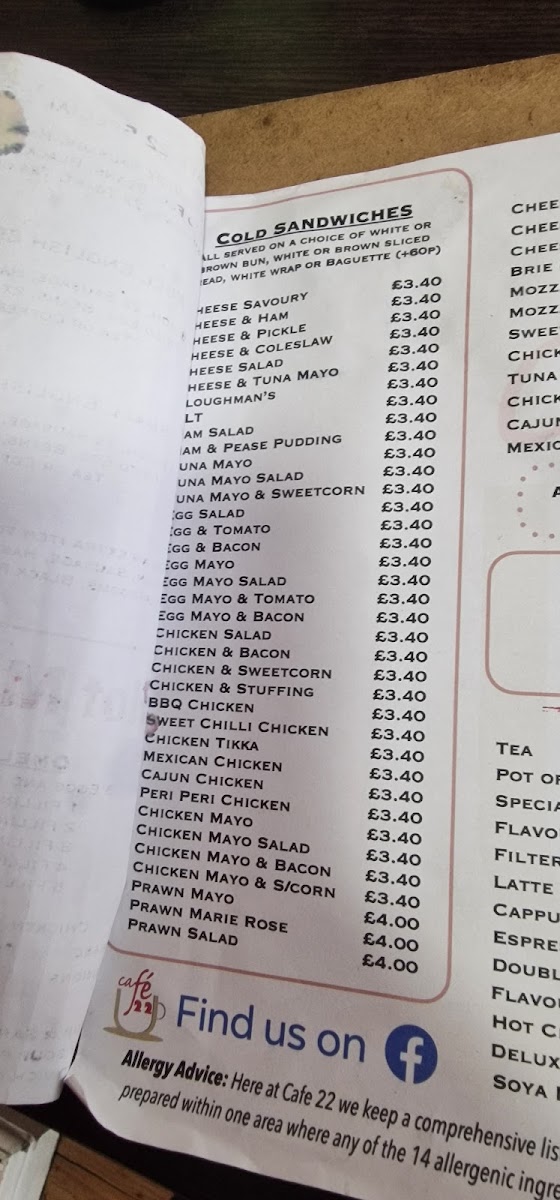 COLD SANDWICHES
ALL SERVED ON A CHOICE OF WHITE OR
BROWN BUN, WHITE OR BROWN SLICED
EAD, WHITE WRAP OR BAGUETTE (+60P)
HEESE SAVOURY £3.40
HEESE & HAM £3.40
HEESE & PICKLE £3.40
HEESE & COLESLAW £3.40
HEESE SALAD £3.40
HEESE & TUNA MAYO £3.40
LOUGHMAN'S £3.40
LT £3.40
AM SALAD £3.40
AM & PEASE PUDDING £3.40
UNA MAYO £3.40
UNA MAYO SALAD £3.40
UNA MAYO & SWEETCORN £3.40
EGG SALAD £3.40
EGG & TOMATO £3.40
EGG & BACON £3.40
EGG MAYO £3.40
EGG MAYO SALAD £3.40
EGG MAYO & TOMATO £3.40
EGG MAYO & BACON £3.40
CHICKEN SALAD £3.40
CHICKEN & BACON £3.40
CHICKEN & SWEETCORN £3.40
CHICKEN & STUFFING £3.40
BBQ CHICKEN £3.40
SWEET CHILLI CHICKEN £3.40
CHICKEN TIKKA £3.40
MEXICAN CHICKEN £3.40
CAJUN CHICKEN £3.40
PERI PERI CHICKEN £3.40
CHICKEN MAYO £3.40
CHICKEN MAYO SALAD £3.40
CHICKEN MAYO & BACON £3.40
CHICKEN MAYO & S/CORN £3.40
PRAWN MAYO £4.00
PRAWN MARIE ROSE £4.00
PRAWN SALAD £4.00
café
22
Find us on f
Allergy Advice: Here at Cafe 22 we keep a comprehensive lis
prepared within one area where any of the 14 allergenic ingre
CHEE
CHEE
CHEE
BRIE
MOZZ
MOZZ
SWEE
CHICK
TUNA
CHICK
CAJUN
MEXIC
A
TEA
POT OF
SPECIA
FLAVO
FILTER
LATTE
CAPPU
ESPRE
DOUBL
FLAVO
HOT C
DELUX
SOYA